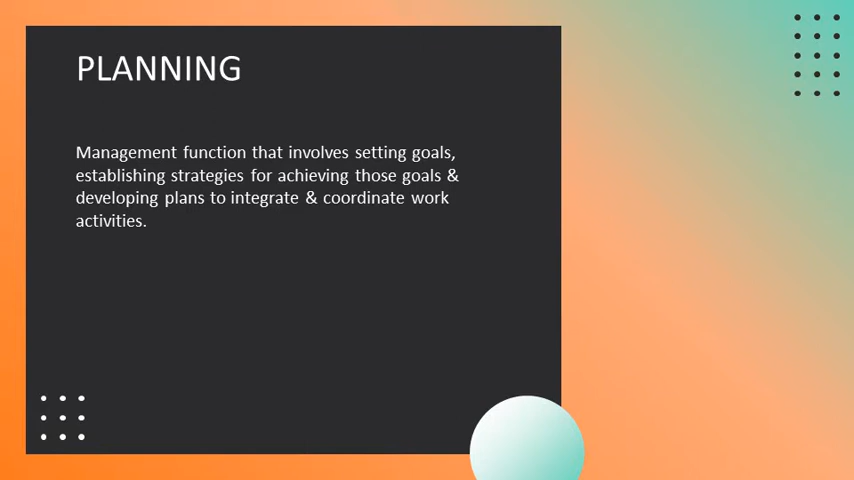 PLANNING
Management function that involves setting goals,
establishing strategies for achieving those goals &
developing plans to integrate & coordinate work
activities.